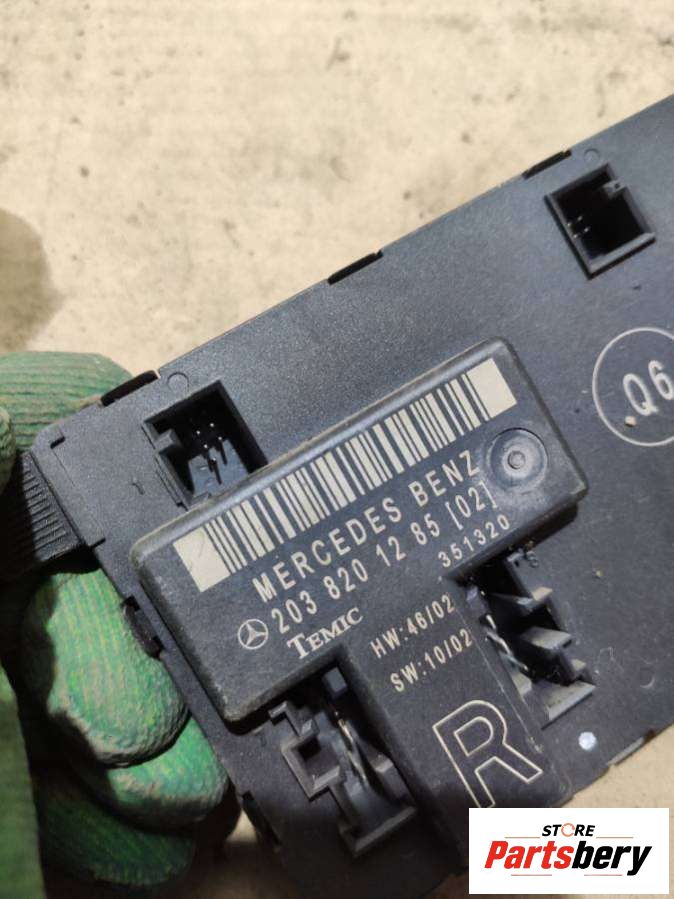 MERCEDES BENZ
203 820 12 85 [02]
TEMIC
351320
HW:46/02
SW:10/02
R
.Q6
STORE
Partsbery